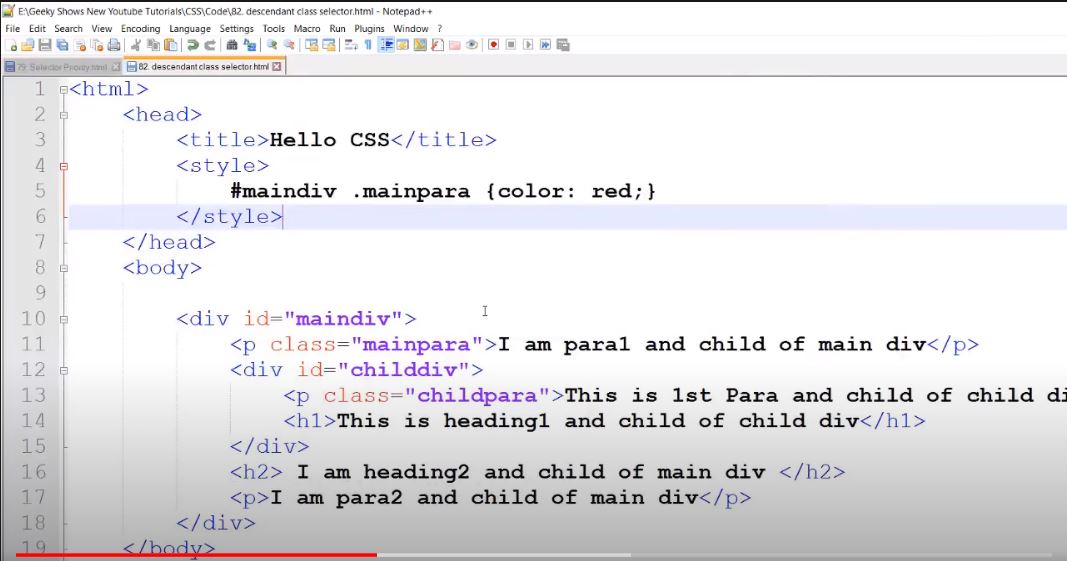 E:\Geeky Shows New Youtube Tutorials\CSS\Code\82. descendant class selector.html - Notepad++
File Edit Search View Encoding Language Settings Tools Macro Run Plugins Window ?
79. Selector Priority.html 82. descendant class selector.html
1 <html>
2 <head>
3 <title>Hello CSS</title>
4 <style>
5 #maindiv .mainpara {color: red;}
6 </style>
7 </head>
8 <body>
9
10 <div id="maindiv">
11 <p class="mainpara">I am para1 and child of main div</p>
12 <div id="childdiv">
13 <p class="childpara">This is 1st Para and child of child di
14 <h1>This is heading1 and child of child div</h1>
15 </div>
16 <h2> I am heading2 and child of main div </h2>
17 <p>I am para2 and child of main div</p>
18 </div>
19 </body>